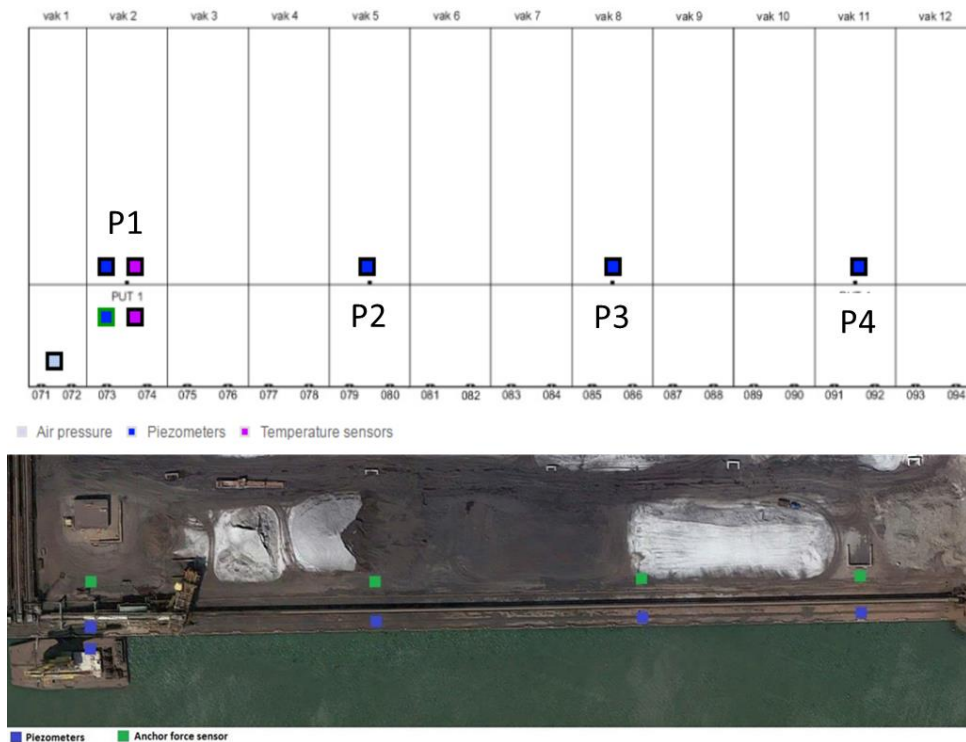 vak 1 vak 2 vak 3 vak 4 vak 5 vak 6 vak 7 vak 8 vak 9 vak 10 vak 11 vak 12
P1
PUT 1
P2 P3 P4
071 072 073 074 075 076 077 078 079 080 081 082 083 084 085 086 087 088 089 090 091 092 093 094
Air pressure Piezometers Temperature sensors
Piezometers Anchor force sensor